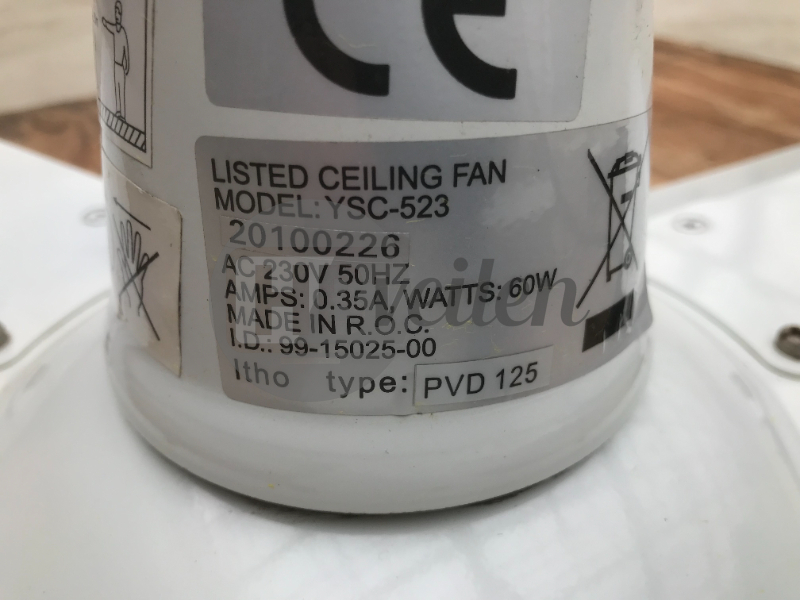 CE
LISTED CEILING FAN
MODEL: YSC-523
20100226
AC 230V 50HZ
AMPS: 0.35A, WATTS: 60W
MADE IN R.O.C.
I.D.: 99-15025-00
Itho type: PVD 125